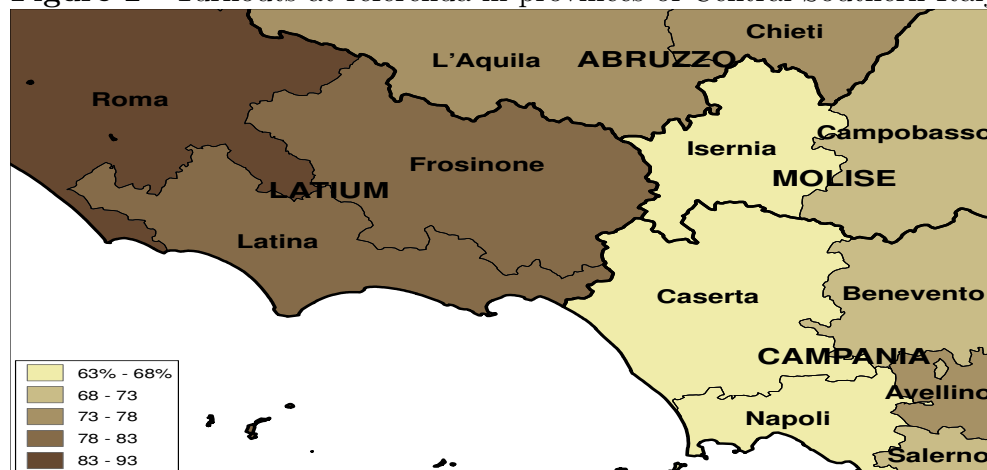 Chieti
L'Aquila
ABRUZZO
Roma
Campobasso
Isernia
Frosinone
MOLISE
LATIUM
Latina
Caserta
Benevento
CAMPANIA
Avellino
Napoli
Salerno
63% - 68%
68 - 73
73 - 78
78 - 83
83 - 93